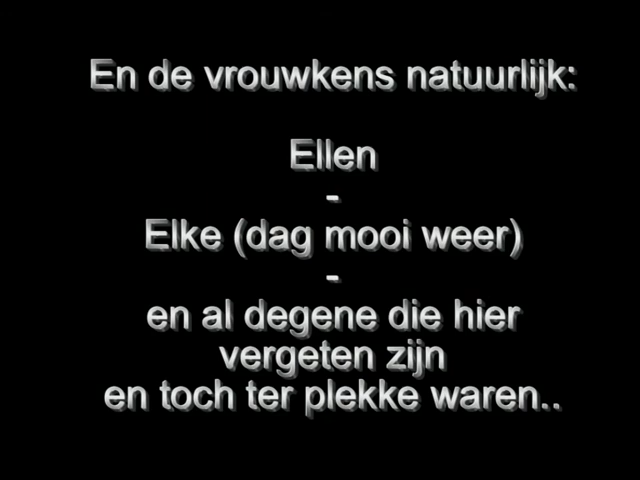 En de vrouwkens natuurlijk:
Ellen
-
Elke (dag mooi weer)
-
en al degene die hier
vergeten zijn
en toch ter plekke waren..